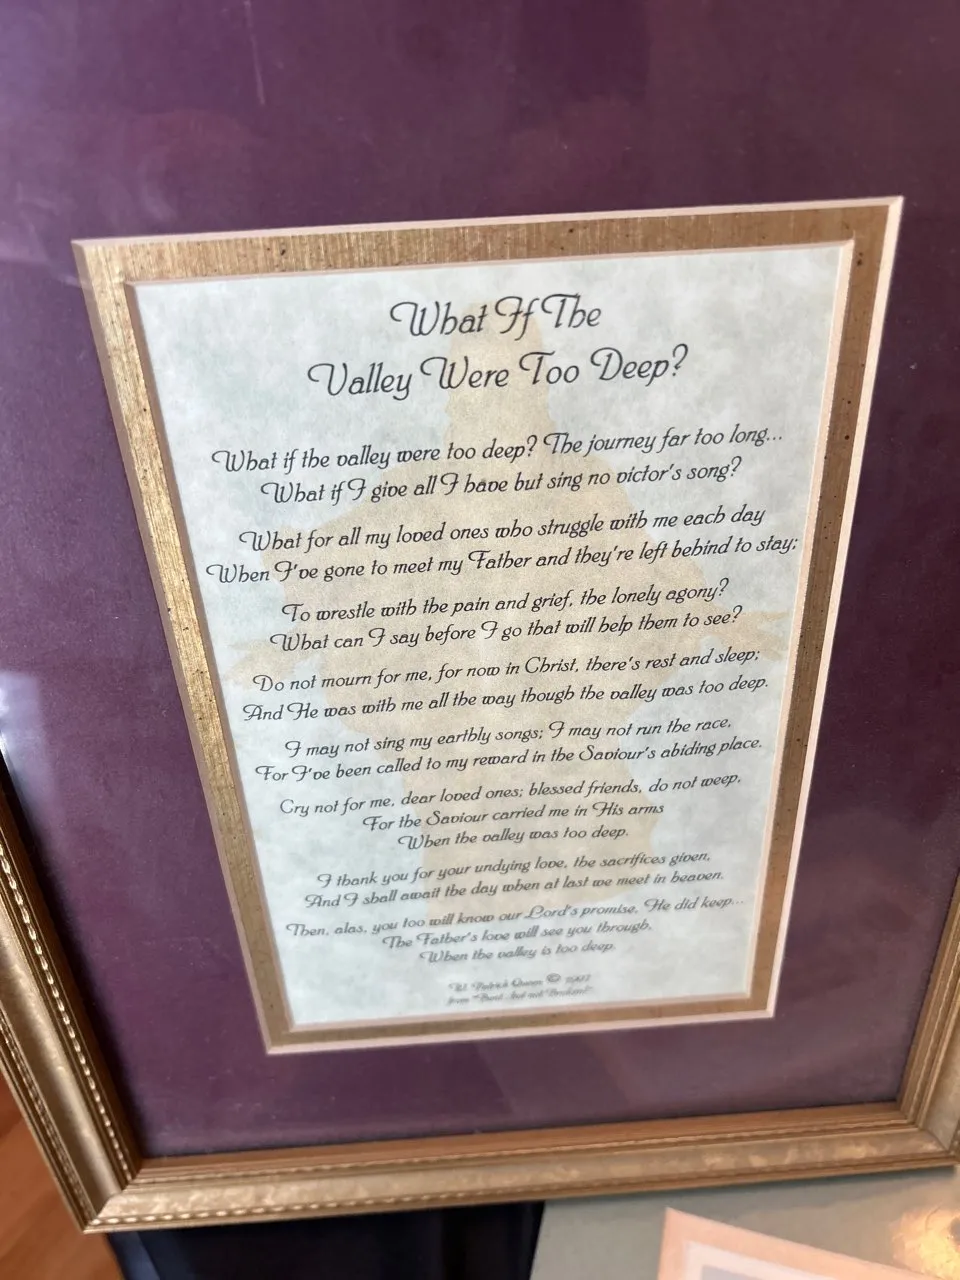 What If The
Valley Were Too Deep?
What if the valley were too deep? The journey far too long...
What if I give all I have but sing no victor's song?
What for all my loved ones who struggle with me each day
When I've gone to meet my Father and they're left behind to stay;
To wrestle with the pain and grief, the lonely agony?
What can I say before I go that will help them to see?
Do not mourn for me, for now in Christ, there's rest and sleep;
And He was with me all the way though the valley was too deep.
I may not sing my earthly songs; I may not run the race,
For I've been called to my reward in the Saviour's abiding place.
Cry not for me, dear loved ones; blessed friends, do not weep,
For the Saviour carried me in His arms
When the valley was too deep.
I thank you for your undying love, the sacrifices given,
And I shall await the day when at last we meet in heaven.
Then, alas, you too will know our Lord's promise, He did keep...
The Father's love will see you through,
When the valley is too deep.
Patrick Queen ©
from "Bent but not Broken"